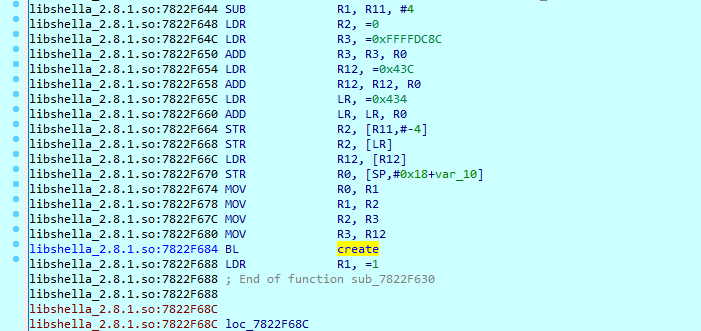 libshella_2.8.1.so:7822F644 SUB R1, R11, #4
libshella_2.8.1.so:7822F648 LDR R2, =0
libshella_2.8.1.so:7822F64C LDR R3, =0xFFFFDC8C
libshella_2.8.1.so:7822F650 ADD R3, R3, R0
libshella_2.8.1.so:7822F654 LDR R12, =0x43C
libshella_2.8.1.so:7822F658 ADD R12, R12, R0
libshella_2.8.1.so:7822F65C LDR LR, =0x434
libshella_2.8.1.so:7822F660 ADD LR, LR, R0
libshella_2.8.1.so:7822F664 STR R2, [R11,#-4]
libshella_2.8.1.so:7822F668 STR R2, [LR]
libshella_2.8.1.so:7822F66C LDR R12, [R12]
libshella_2.8.1.so:7822F670 STR R0, [SP,#0x18+var_10]
libshella_2.8.1.so:7822F674 MOV R0, R1
libshella_2.8.1.so:7822F678 MOV R1, R2
libshella_2.8.1.so:7822F67C MOV R2, R3
libshella_2.8.1.so:7822F680 MOV R3, R12
libshella_2.8.1.so:7822F684 BL create
libshella_2.8.1.so:7822F688 LDR R1, =1
libshella_2.8.1.so:7822F688 ; End of function sub_7822F630
libshella_2.8.1.so:7822F688
libshella_2.8.1.so:7822F68C
libshella_2.8.1.so:7822F68C loc_7822F68C